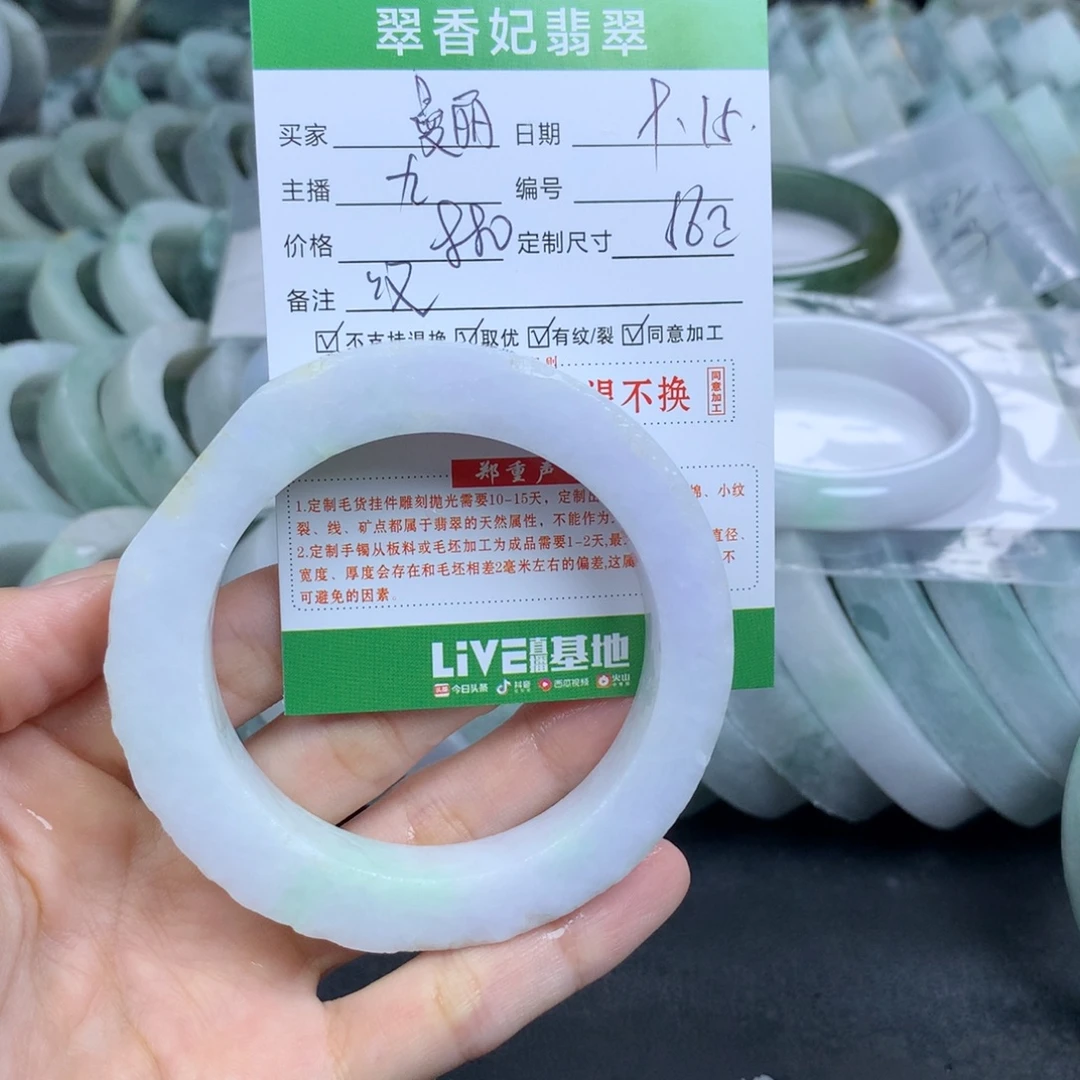 翠香妃翡翠
买家 曼丽 日期 15.
主播 九 编号
价格 定制尺寸
备注 纹
不支持退换 取优 有纹/裂 同意加工
则
退不换 同意加工
郑重声
1.定制毛货挂件雕刻抛光需要10-15天，定制 棉、小纹
裂、线、矿点都属于翡翠的天然属性，不能作为
2.定制手镯从板料或毛坯加工为成品需要1-2天,最 直径、
宽度、厚度会存在和毛坯相差2毫米左右的偏差,这属 不
可避免的因素。
LiVE直播基地
头条 今日头条 抖音 西瓜视频 火山